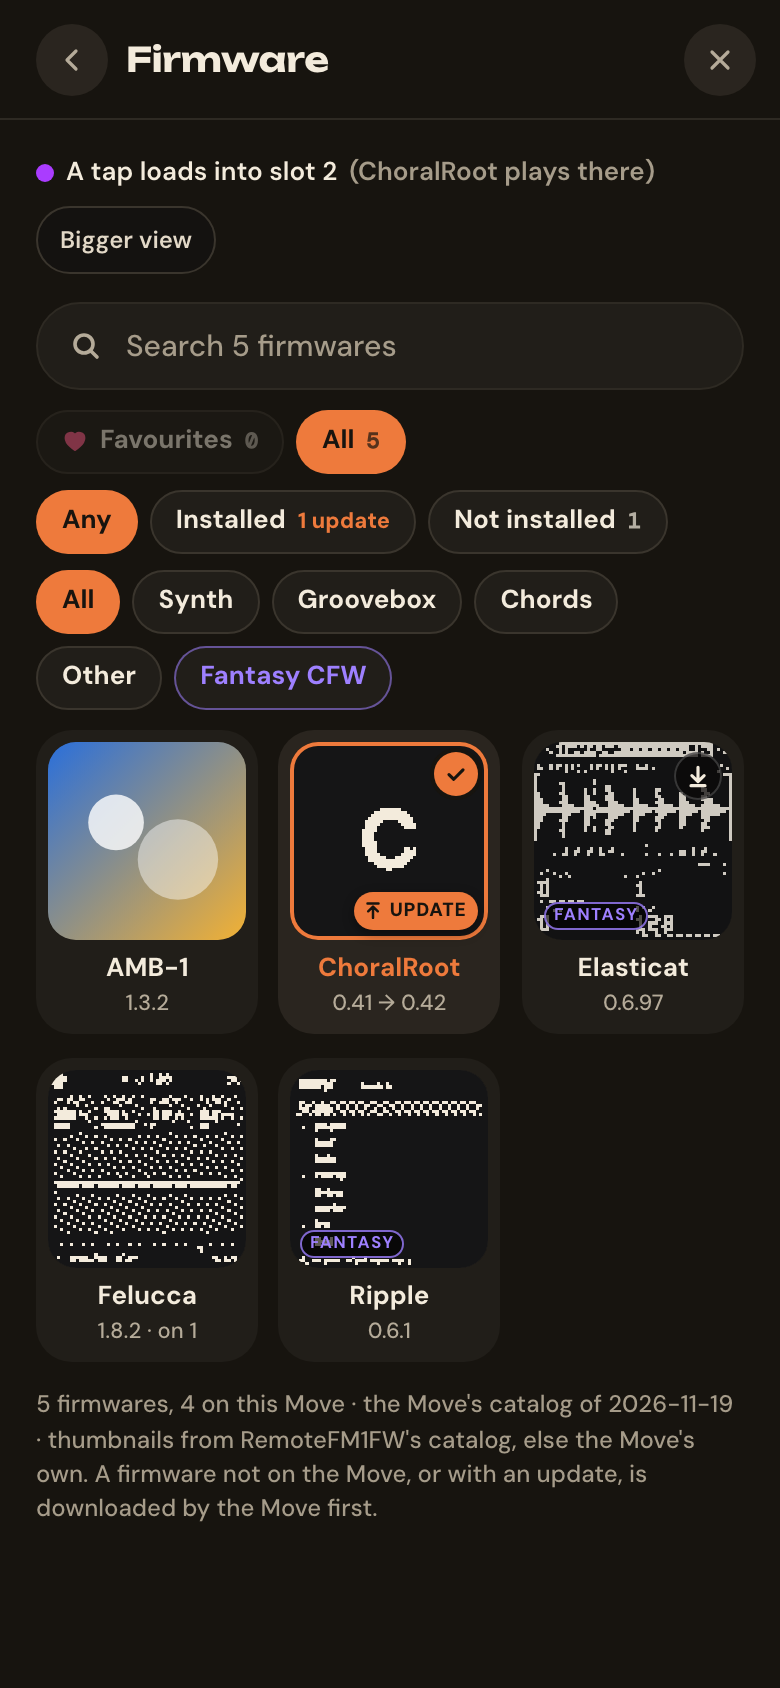 Firmware
A tap loads into slot 2 (ChoralRoot plays there)
Bigger view
Search 5 firmwares
Favourites 0 All 5
Any Installed 1 update Not installed 1
All Synth Groovebox Chords
Other Fantasy CFW
C
UPDATE
FANTASY
AMB-1 ChoralRoot Elasticat
1.3.2 0.41 → 0.42 0.6.97
FANTASY
Felucca Ripple
1.8.2 · on 1 0.6.1
5 firmwares, 4 on this Move · the Move's catalog of 2026-11-19
· thumbnails from RemoteFM1FW's catalog, else the Move's
own. A firmware not on the Move, or with an update, is
downloaded by the Move first.